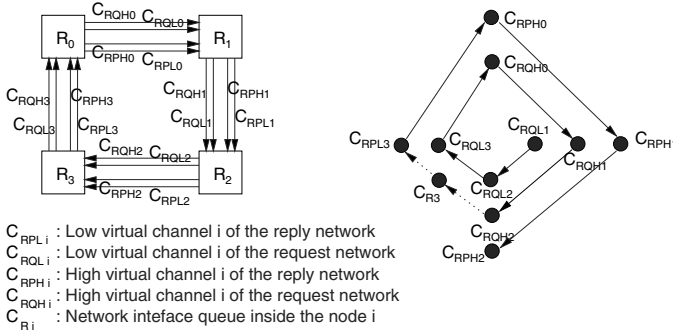 C_RQH0 C_RQL0
R_0 R_1
C_RPH0 C_RPL0
C_RQH3 C_RPH3 C_RQH1 C_RPH1
C_RQL3 C_RPL3 C_RQL1 C_RPL1
C_RQH2 C_RQL2
R_3 R_2
C_RPH2 C_RPL2
C_RPH0
C_RQH0
C_RQL1
C_RPL3 C_RQL3 C_RQH1 C_RPH1
C_R3 C_RQL2
C_RQH2
C_RPH2
C_RPL i : Low virtual channel i of the reply network
C_RQL i : Low virtual channel i of the request network
C_RPH i : High virtual channel i of the reply network
C_RQH i : High virtual channel i of the request network
C_R i : Network inteface queue inside the node i